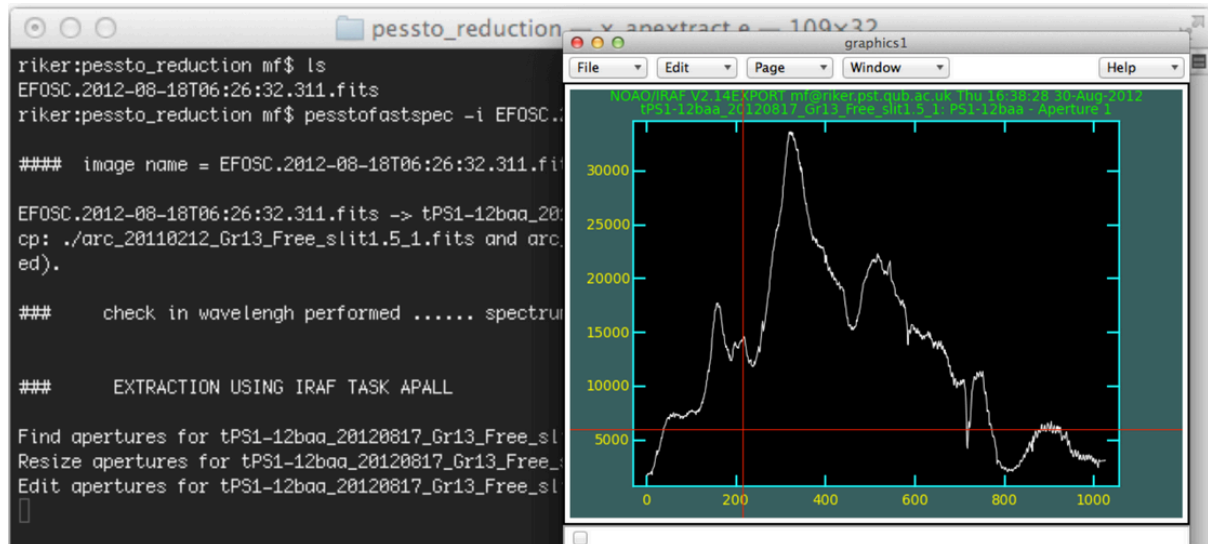 pessto_reduction — x_apextract.e — 109×32
riker:pessto_reduction mf$ ls
EFOSC.2012-08-18T06:26:32.311.fits
riker:pessto_reduction mf$ pesstofastspec -i EFOSC.
#### image name = EFOSC.2012-08-18T06:26:32.311.fi
EFOSC.2012-08-18T06:26:32.311.fits -> tPS1-12baa_20
cp: ./arc_20110212_Gr13_Free_slit1.5_1.fits and arc
ed).
### check in wavelengh performed ...... spectru
### EXTRACTION USING IRAF TASK APALL
Find apertures for tPS1-12baa_20120817_Gr13_Free_sl
Resize apertures for tPS1-12baa_20120817_Gr13_Free_
Edit apertures for tPS1-12baa_20120817_Gr13_Free_sl
graphics1
File Edit Page Window Help
NOAO/IRAF V2.14EXPORT mf@riker.pst.qub.ac.uk Thu 16:38:28 30-Aug-2012
tPS1-12baa_20120817_Gr13_Free_slit1.5_1: PS1-12baa - Aperture 1
30000
25000
20000
15000
10000
5000
0 200 400 600 800 1000